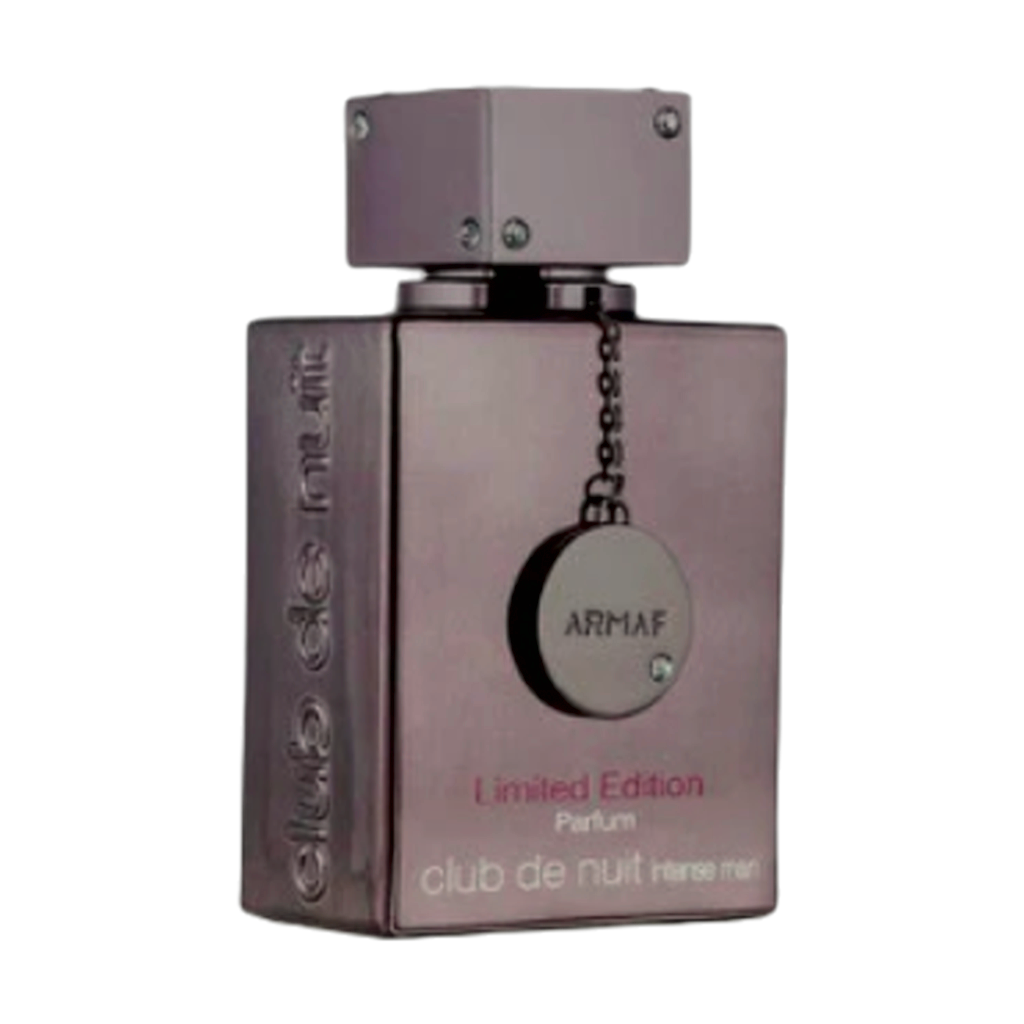 club de nuit
ARMAF
Limited Edition
Parfum
club de nuit intense man